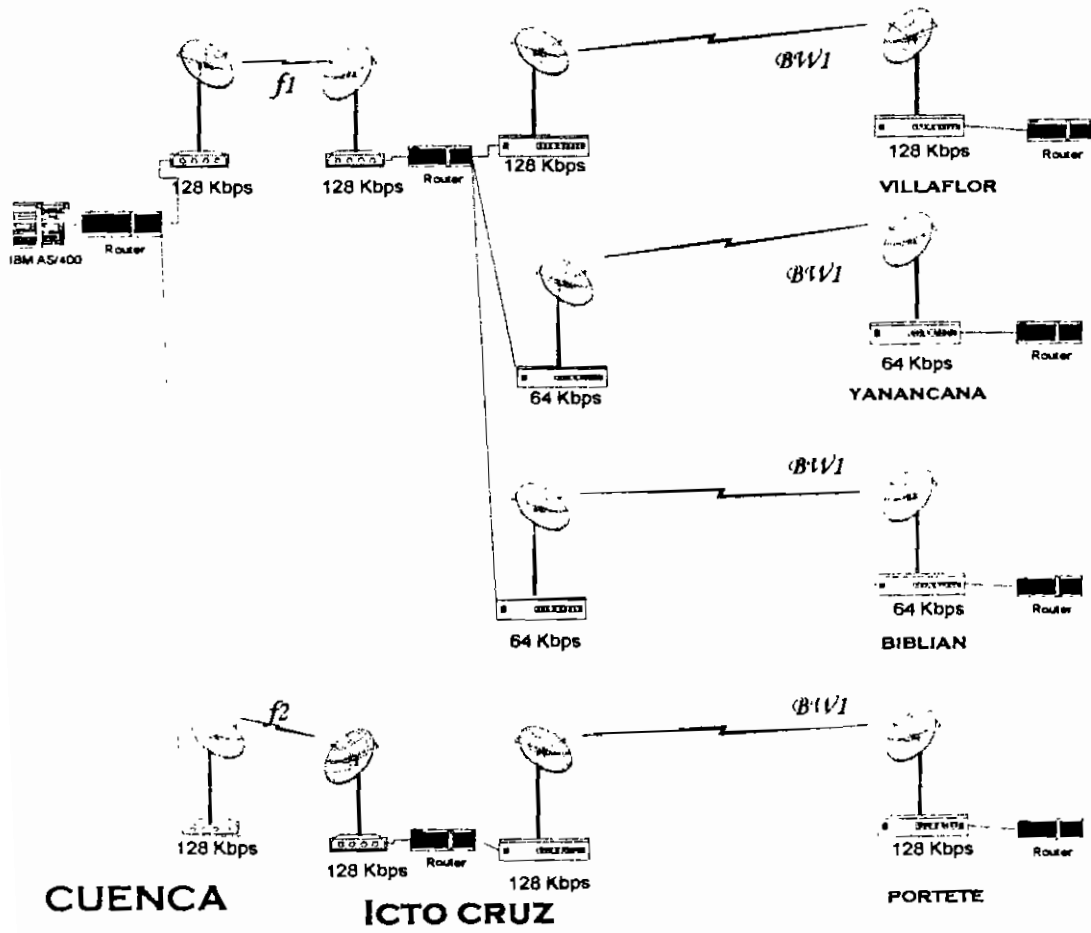 f1
BW1
128 Kbps
128 Kbps
Router
128 Kbps
128 Kbps
Router
VILLAFLOR
IBM AS/400
Router
BW1
64 Kbps
64 Kbps
Router
YANANCANA
BW1
64 Kbps
64 Kbps
Router
BIBLIAN
f2
BW1
128 Kbps
128 Kbps
Router
128 Kbps
128 Kbps
Router
CUENCA
ICTO CRUZ
PORTETE